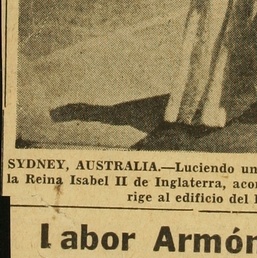 SYDNEY, AUSTRALIA.—Luciendo un
la Reina Isabel II de Inglaterra, aco
rige al edificio del
Labor Armón